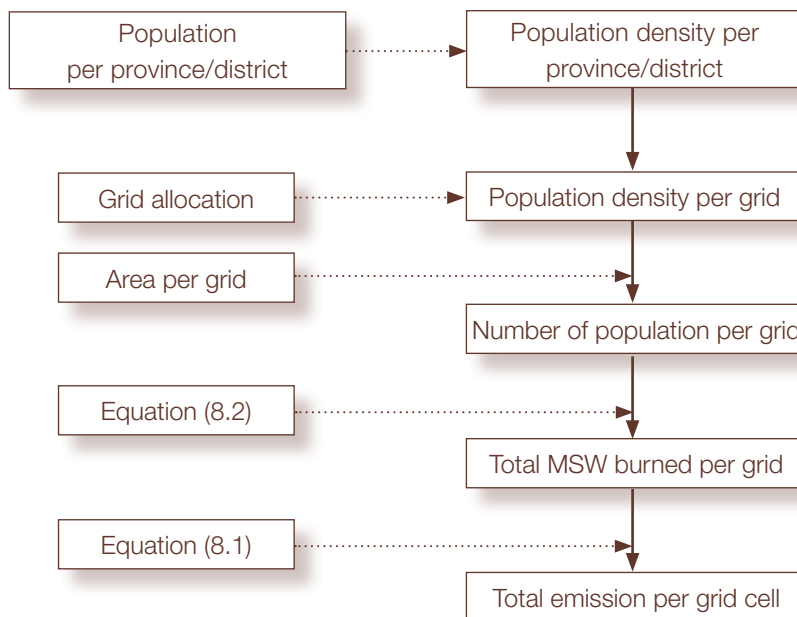 Population
per province/district
Population density per
province/district
Grid allocation
Population density per grid
Area per grid
Number of population per grid
Equation (8.2)
Total MSW burned per grid
Equation (8.1)
Total emission per grid cell